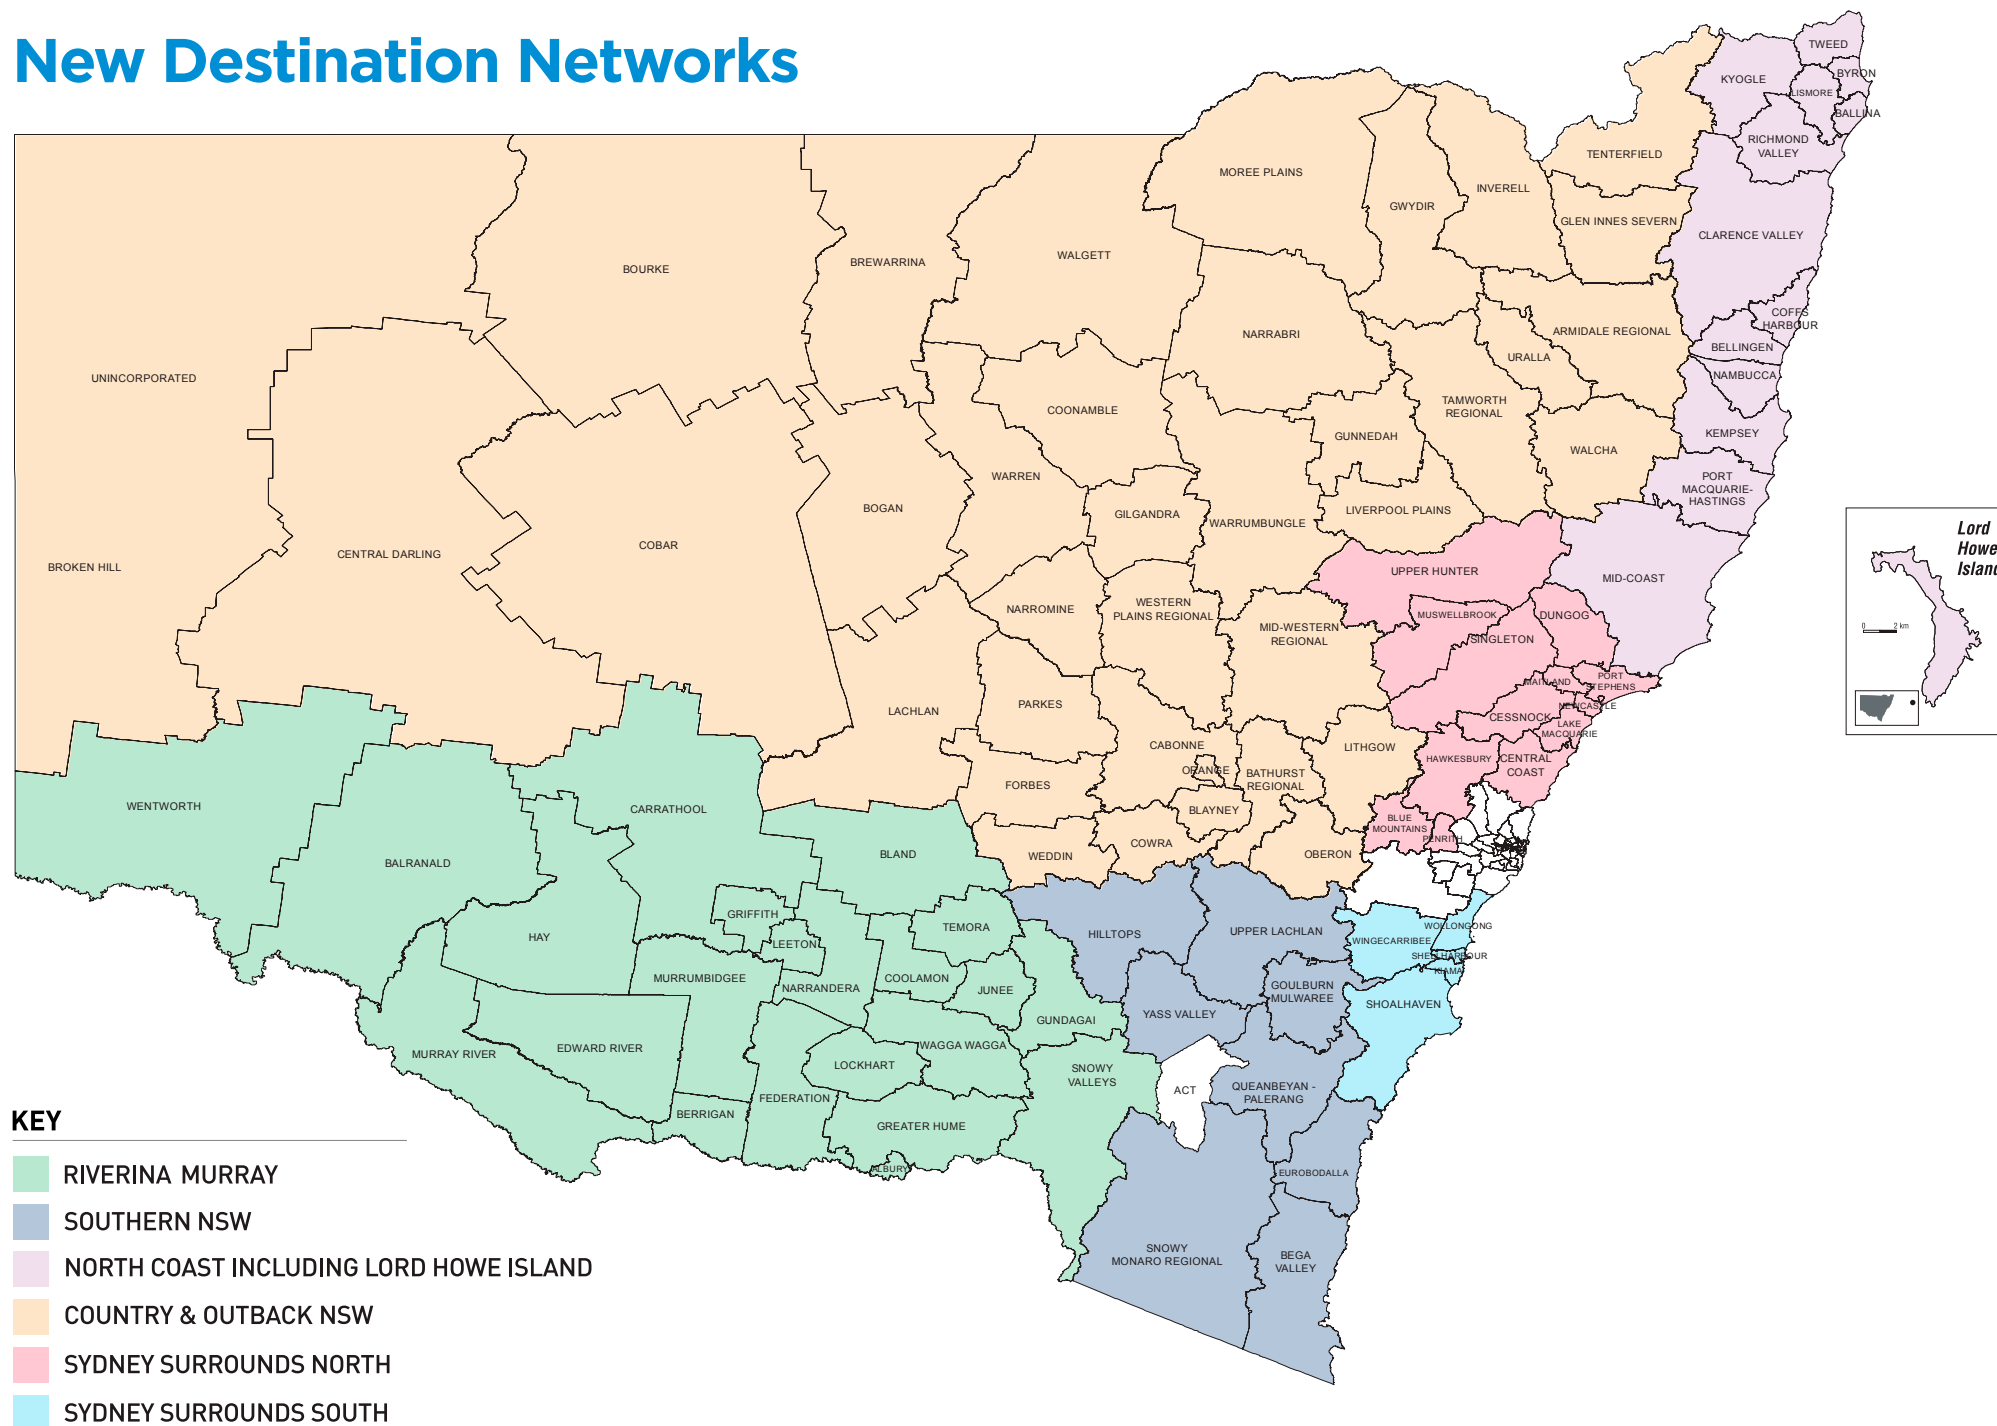 New Destination Networks
TWEED
KYOGLE
BYRON
LISMORE
BALLINA
RICHMOND
VALLEY
TENTERFIELD
MOREE PLAINS
INVERELL
GWYDIR
GLEN INNES SEVERN
CLARENCE VALLEY
WALGETT
BREWARRINA
BOURKE
COFFS
HARBOUR
ARMIDALE REGIONAL
NARRABRI
BELLINGEN
URALLA
NAMBUCCA
UNINCORPORATED
TAMWORTH
REGIONAL
COONAMBLE
KEMPSEY
GUNNEDAH
WALCHA
WARREN
PORT
MACQUARIE-
HASTINGS
BOGAN
LIVERPOOL PLAINS
GILGANDRA
WARRUMBUNGLE
COBAR
CENTRAL DARLING
BROKEN HILL
UPPER HUNTER
MID-COAST
Lord
Howe
Island
0 2 km
NARROMINE
WESTERN
PLAINS REGIONAL
MUSWELLBROOK
DUNGOG
MID-WESTERN
REGIONAL
SINGLETON
MAITLAND
PORT
STEPHENS
PARKES
LACHLAN
NEWCASTLE
CESSNOCK
LAKE
MACQUARIE
CABONNE
LITHGOW
HAWKESBURY
CENTRAL
COAST
ORANGE
BATHURST
REGIONAL
FORBES
BLAYNEY
WENTWORTH
CARRATHOOL
BLUE
MOUNTAINS
PENRITH
COWRA
WEDDIN
OBERON
BLAND
BALRANALD
GRIFFITH
TEMORA
HAY
LEETON
HILLTOPS
UPPER LACHLAN
WOLLONGONG
WINGECARRIBEE
SHELLHARBOUR
KIAMA
MURRUMBIDGEE
NARRANDERA
COOLAMON
JUNEE
GOULBURN
MULWAREE
SHOALHAVEN
GUNDAGAI
YASS VALLEY
EDWARD RIVER
MURRAY RIVER
WAGGA WAGGA
LOCKHART
SNOWY
VALLEYS
ACT
QUEANBEYAN -
PALERANG
FEDERATION
BERRIGAN
GREATER HUME
ALBURY
EUROBODALLA
SNOWY
MONARO REGIONAL
BEGA
VALLEY
KEY
RIVERINA MURRAY
SOUTHERN NSW
NORTH COAST INCLUDING LORD HOWE ISLAND
COUNTRY & OUTBACK NSW
SYDNEY SURROUNDS NORTH
SYDNEY SURROUNDS SOUTH